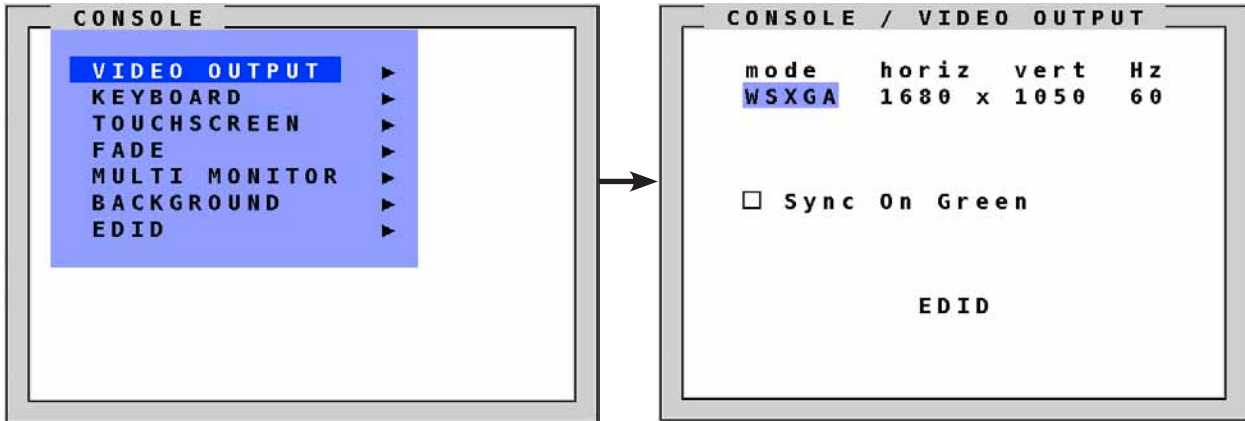 CONSOLE
VIDEO OUTPUT ►
KEYBOARD ►
TOUCHSCREEN ►
FADE ►
MULTI MONITOR ►
BACKGROUND ►
EDID ►
CONSOLE / VIDEO OUTPUT
mode horiz vert Hz
WSXGA 1680 x 1050 60
☐ Sync On Green
EDID